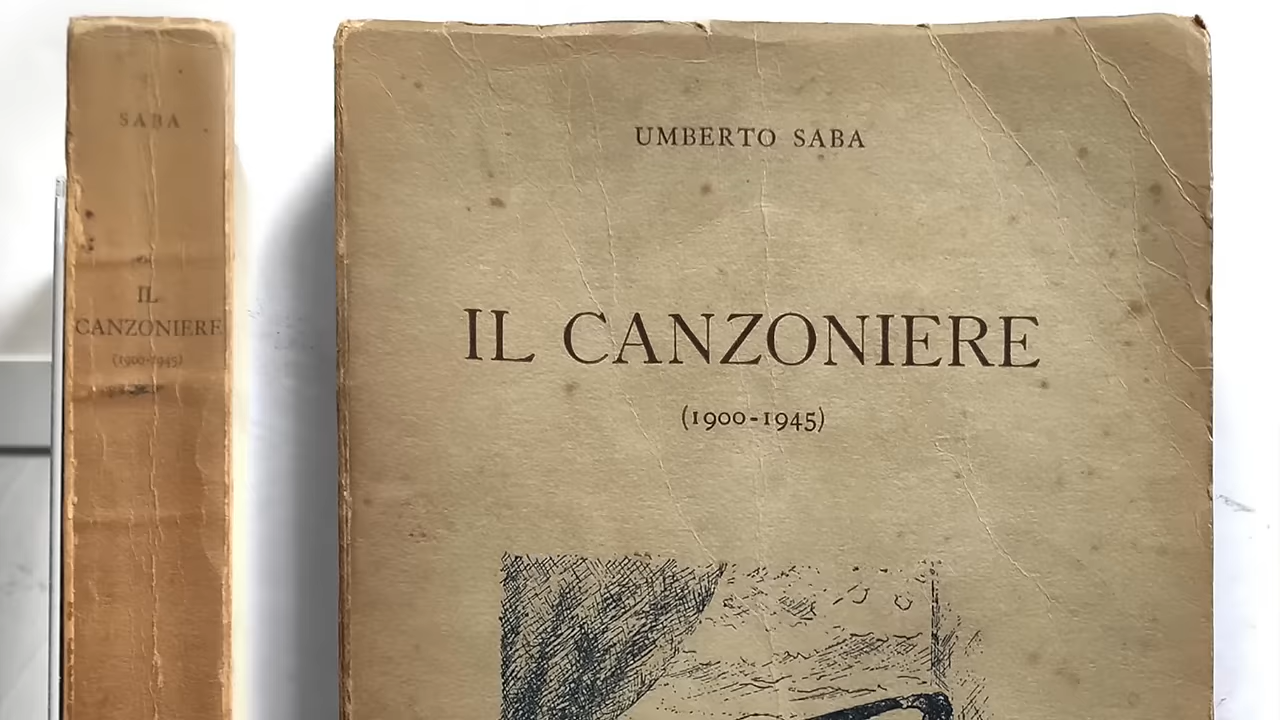 SABA
IL
CANZONIERE
(1900-1945)
UMBERTO SABA
IL CANZONIERE
(1900-1945)